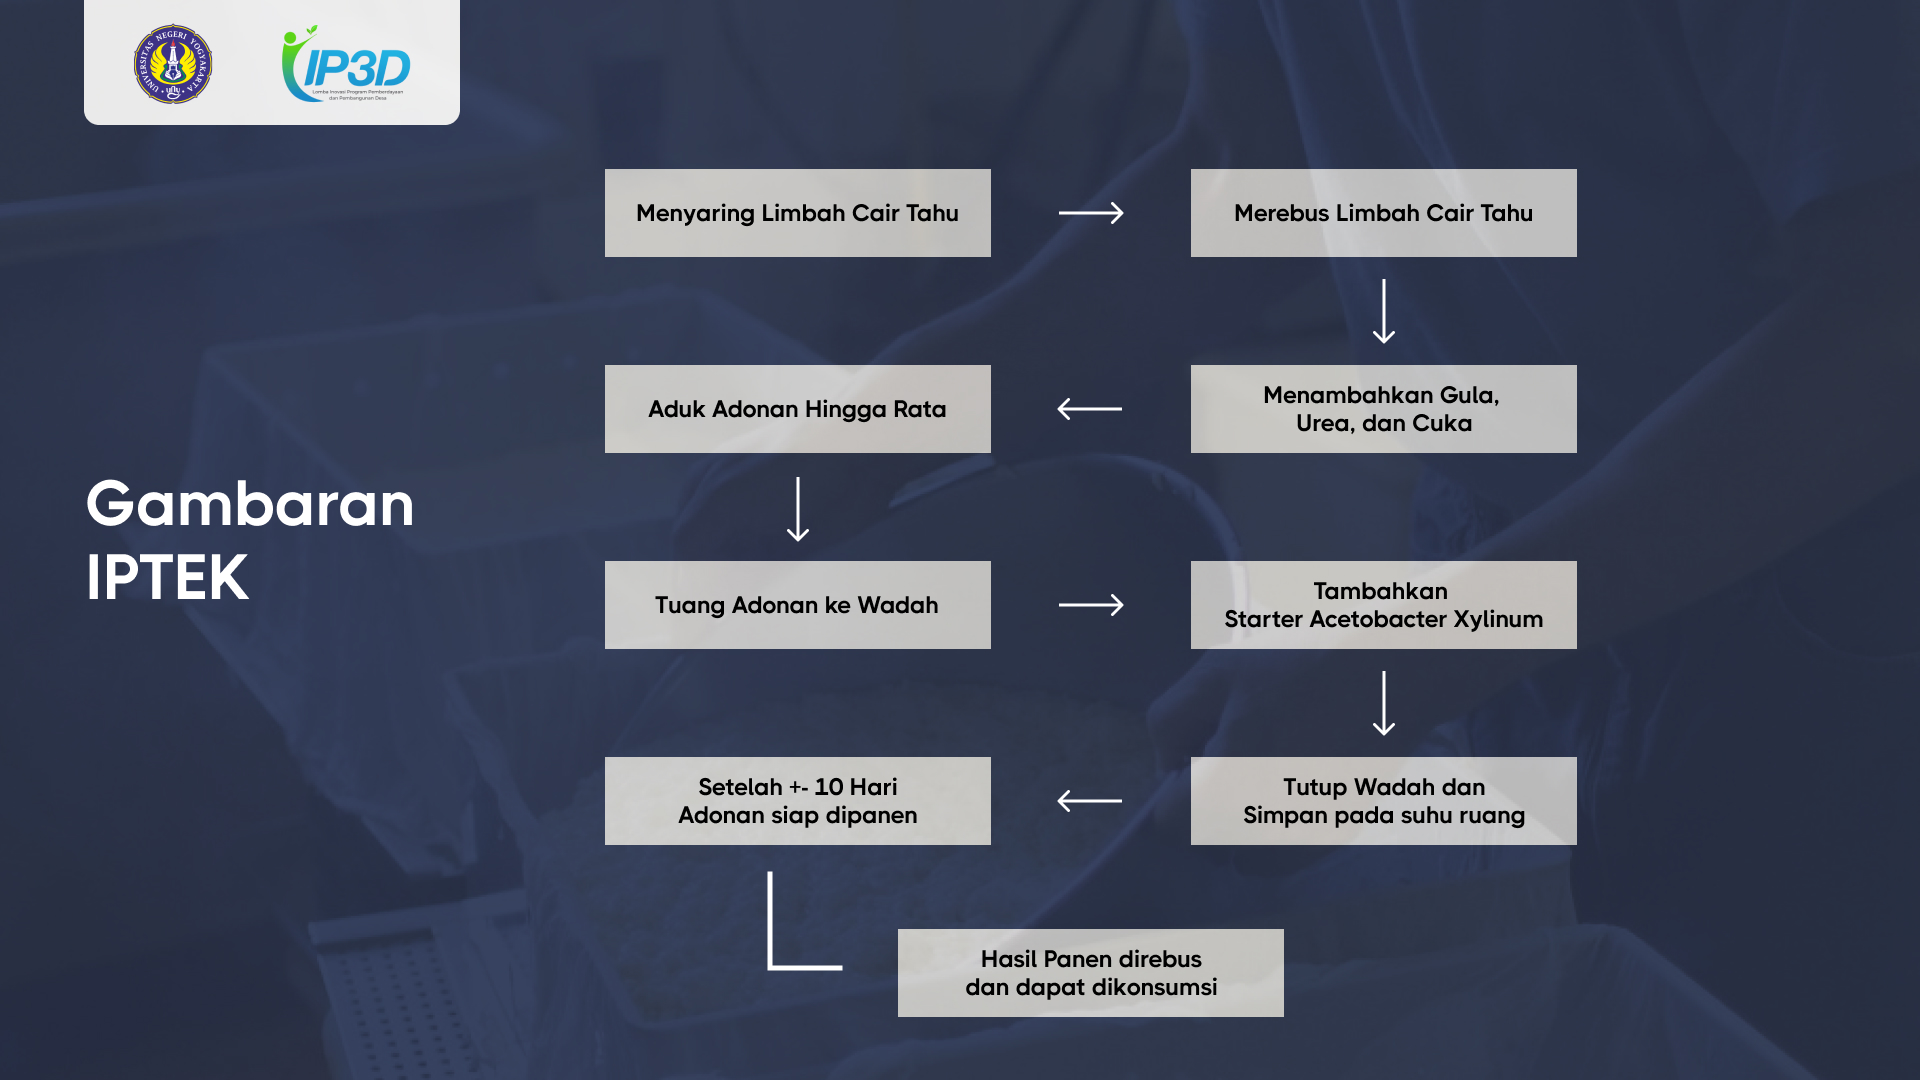 UNIVERSITAS NEGERI YOGYAKARTA
IP3D
Lomba Inovasi Program Pemberdayaan
dan Pembangunan Desa
Gambaran
IPTEK
Menyaring Limbah Cair Tahu
Merebus Limbah Cair Tahu
Menambahkan Gula,
Urea, dan Cuka
Aduk Adonan Hingga Rata
Tuang Adonan ke Wadah
Tambahkan
Starter Acetobacter Xylinum
Tutup Wadah dan
Simpan pada suhu ruang
Setelah +- 10 Hari
Adonan siap dipanen
Hasil Panen direbus
dan dapat dikonsumsi